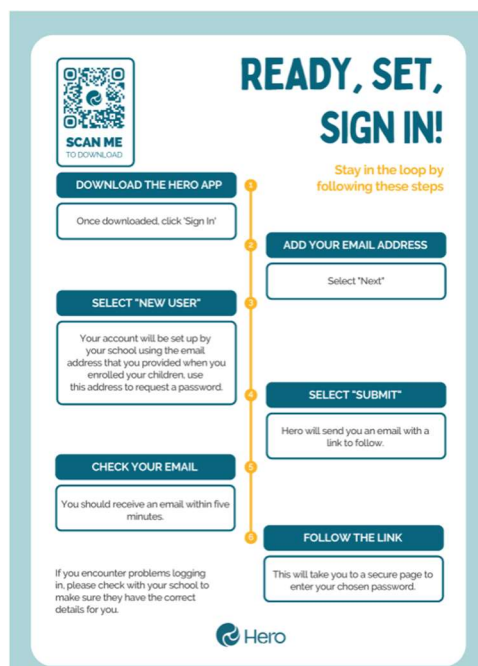 READY, SET,
SIGN IN!
SCAN ME
TO DOWNLOAD
Stay in the loop by
following these steps
1
DOWNLOAD THE HERO APP
Once downloaded, click 'Sign In'
2
ADD YOUR EMAIL ADDRESS
Select "Next"
3
SELECT "NEW USER"
Your account will be set up by
your school using the email
address that you provided when you
enrolled your children, use
this address to request a password.
4
SELECT "SUBMIT"
Hero will send you an email with a
link to follow.
5
CHECK YOUR EMAIL
You should receive an email within five
minutes.
6
FOLLOW THE LINK
This will take you to a secure page to
enter your chosen password.
If you encounter problems logging
in, please check with your school to
make sure they have the correct
details for you.
Hero